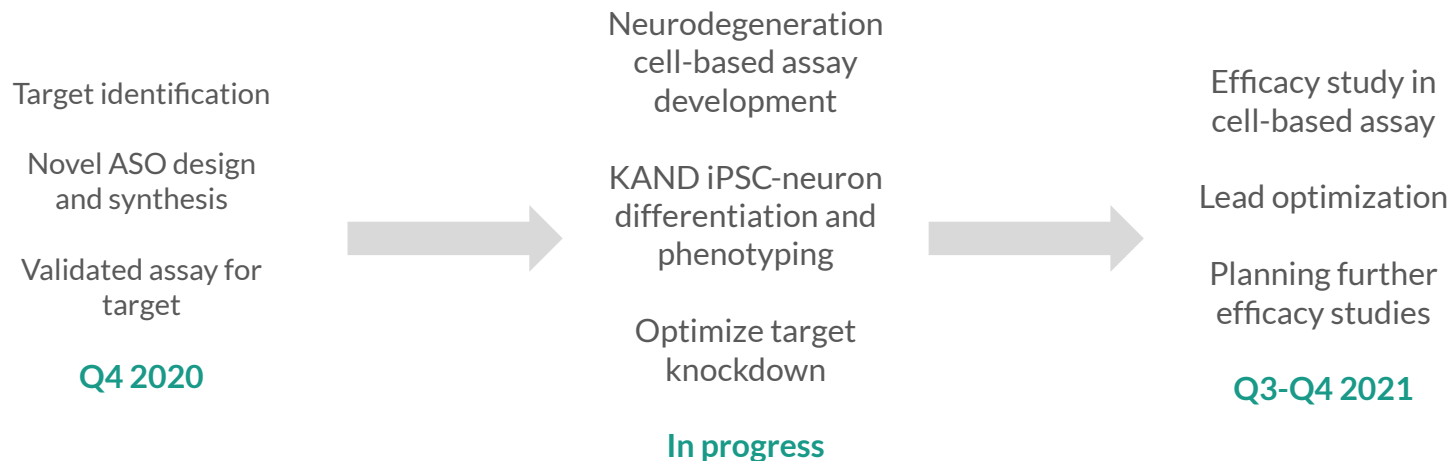 Target identification
Novel ASO design
and synthesis
Validated assay for
target
Q4 2020
Neurodegeneration
cell-based assay
development
KAND iPSC-neuron
differentiation and
phenotyping
Optimize target
knockdown
In progress
Efficacy study in
cell-based assay
Lead optimization
Planning further
efficacy studies
Q3-Q4 2021